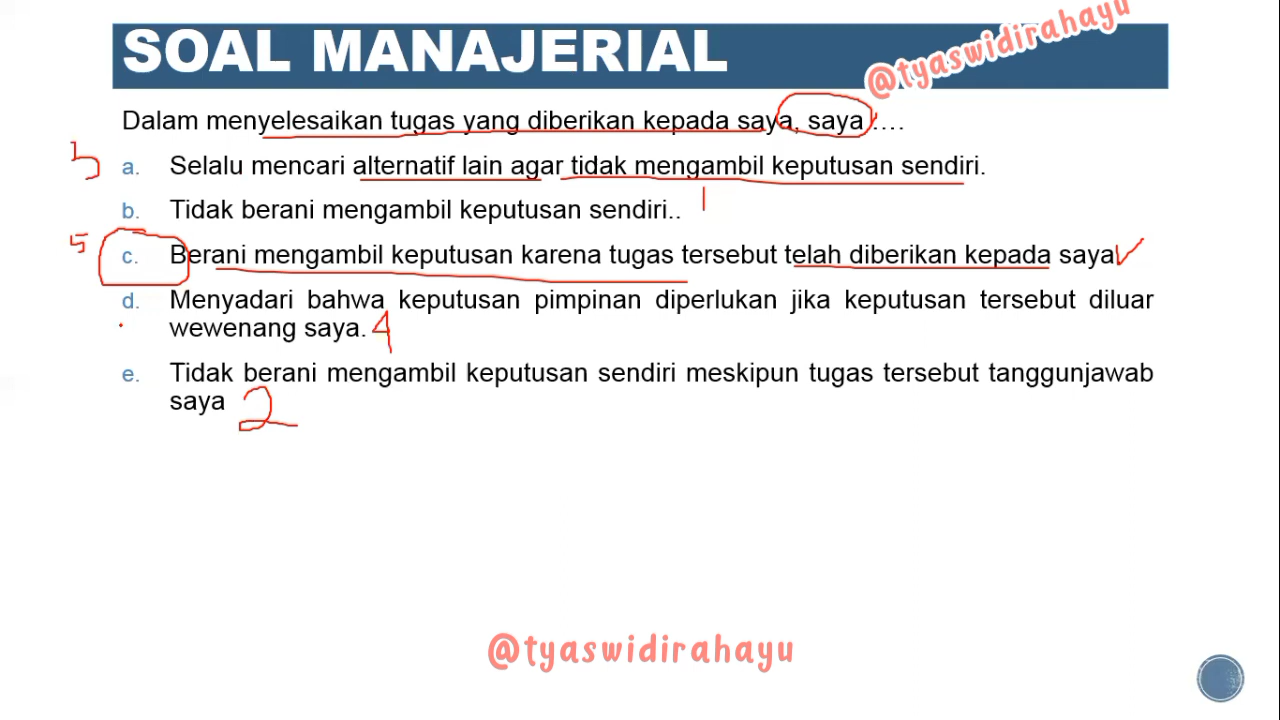 SOAL MANAJERIAL
@tyaswidirahayu
Dalam menyelesaikan tugas yang diberikan kepada saya, saya ….
a. Selalu mencari alternatif lain agar tidak mengambil keputusan sendiri.
b. Tidak berani mengambil keputusan sendiri.. 1
5 c. Berani mengambil keputusan karena tugas tersebut telah diberikan kepada saya
d. Menyadari bahwa keputusan pimpinan diperlukan jika keputusan tersebut diluar
wewenang saya. 4
e. Tidak berani mengambil keputusan sendiri meskipun tugas tersebut tanggunjawab
saya 2
@tyaswidirahayu